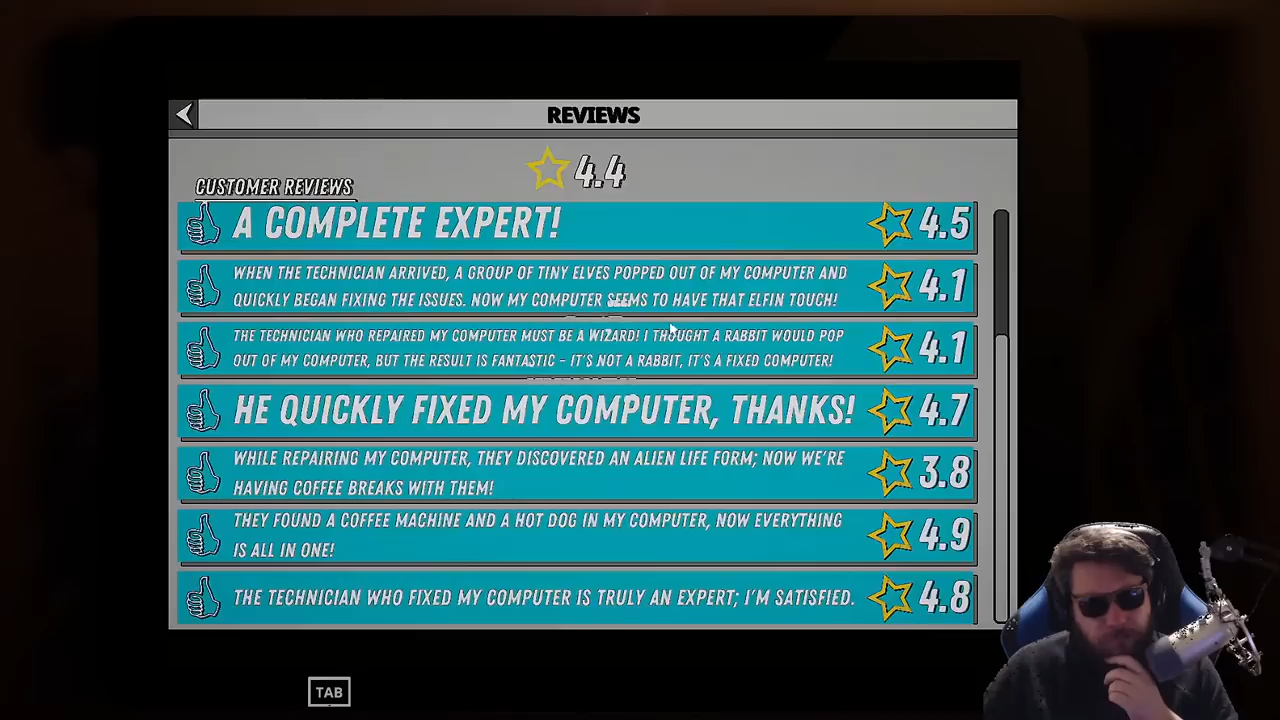 REVIEWS
4.4
CUSTOMER REVIEWS
A COMPLETE EXPERT!
4.5
WHEN THE TECHNICIAN ARRIVED, A GROUP OF TINY ELVES POPPED OUT OF MY COMPUTER AND
QUICKLY BEGAN FIXING THE ISSUES. NOW MY COMPUTER SEEMS TO HAVE THAT ELFIN TOUCH!
4.1
THE TECHNICIAN WHO REPAIRED MY COMPUTER MUST BE A WIZARD! I THOUGHT A RABBIT WOULD POP
OUT OF MY COMPUTER, BUT THE RESULT IS FANTASTIC – IT'S NOT A RABBIT, IT'S A FIXED COMPUTER!
4.1
HE QUICKLY FIXED MY COMPUTER, THANKS!
4.7
WHILE REPAIRING MY COMPUTER, THEY DISCOVERED AN ALIEN LIFE FORM; NOW WE'RE
HAVING COFFEE BREAKS WITH THEM!
3.8
THEY FOUND A COFFEE MACHINE AND A HOT DOG IN MY COMPUTER, NOW EVERYTHING
IS ALL IN ONE!
4.9
THE TECHNICIAN WHO FIXED MY COMPUTER IS TRULY AN EXPERT; I'M SATISFIED.
4.8
TAB